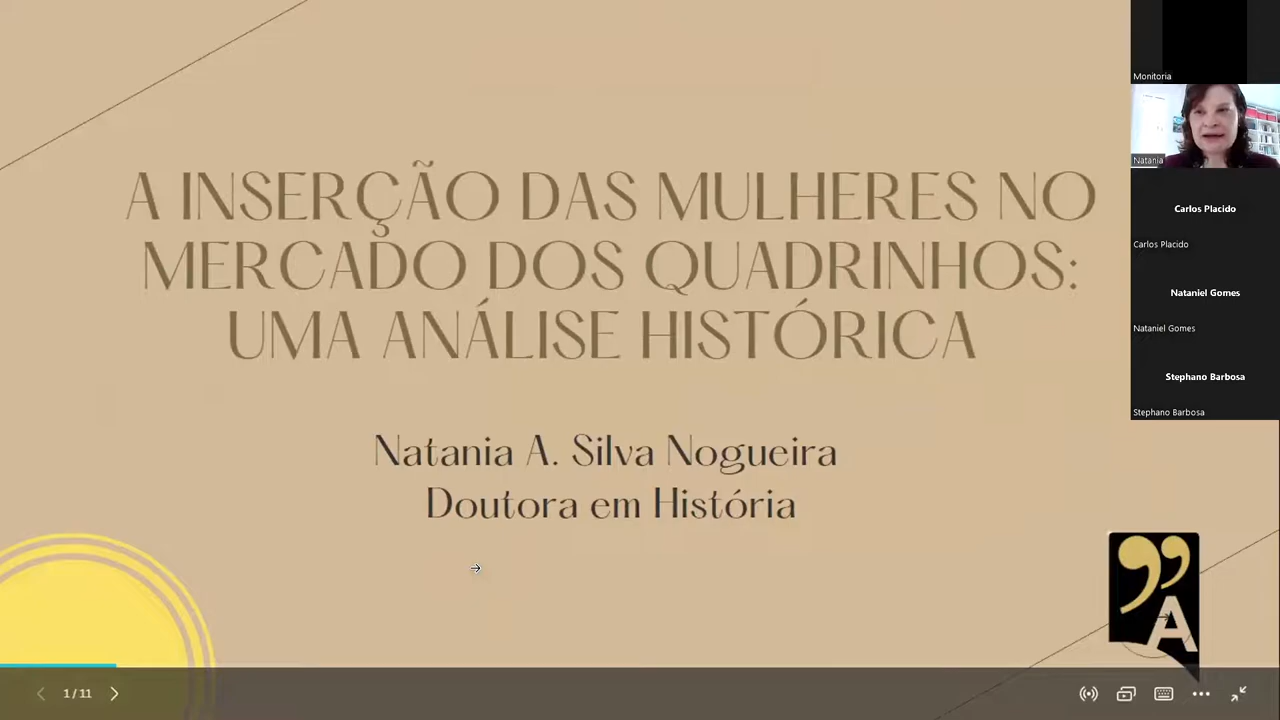 A INSERÇÃO DAS MULHERES NO
MERCADO DOS QUADRINHOS:
UMA ANÁLISE HISTÓRICA
Natania A. Silva Nogueira
Doutora em História
Monitoria
Natania
Carlos Placido
Carlos Placido
Nataniel Gomes
Nataniel Gomes
Stephano Barbosa
Stephano Barbosa
A
1 / 11